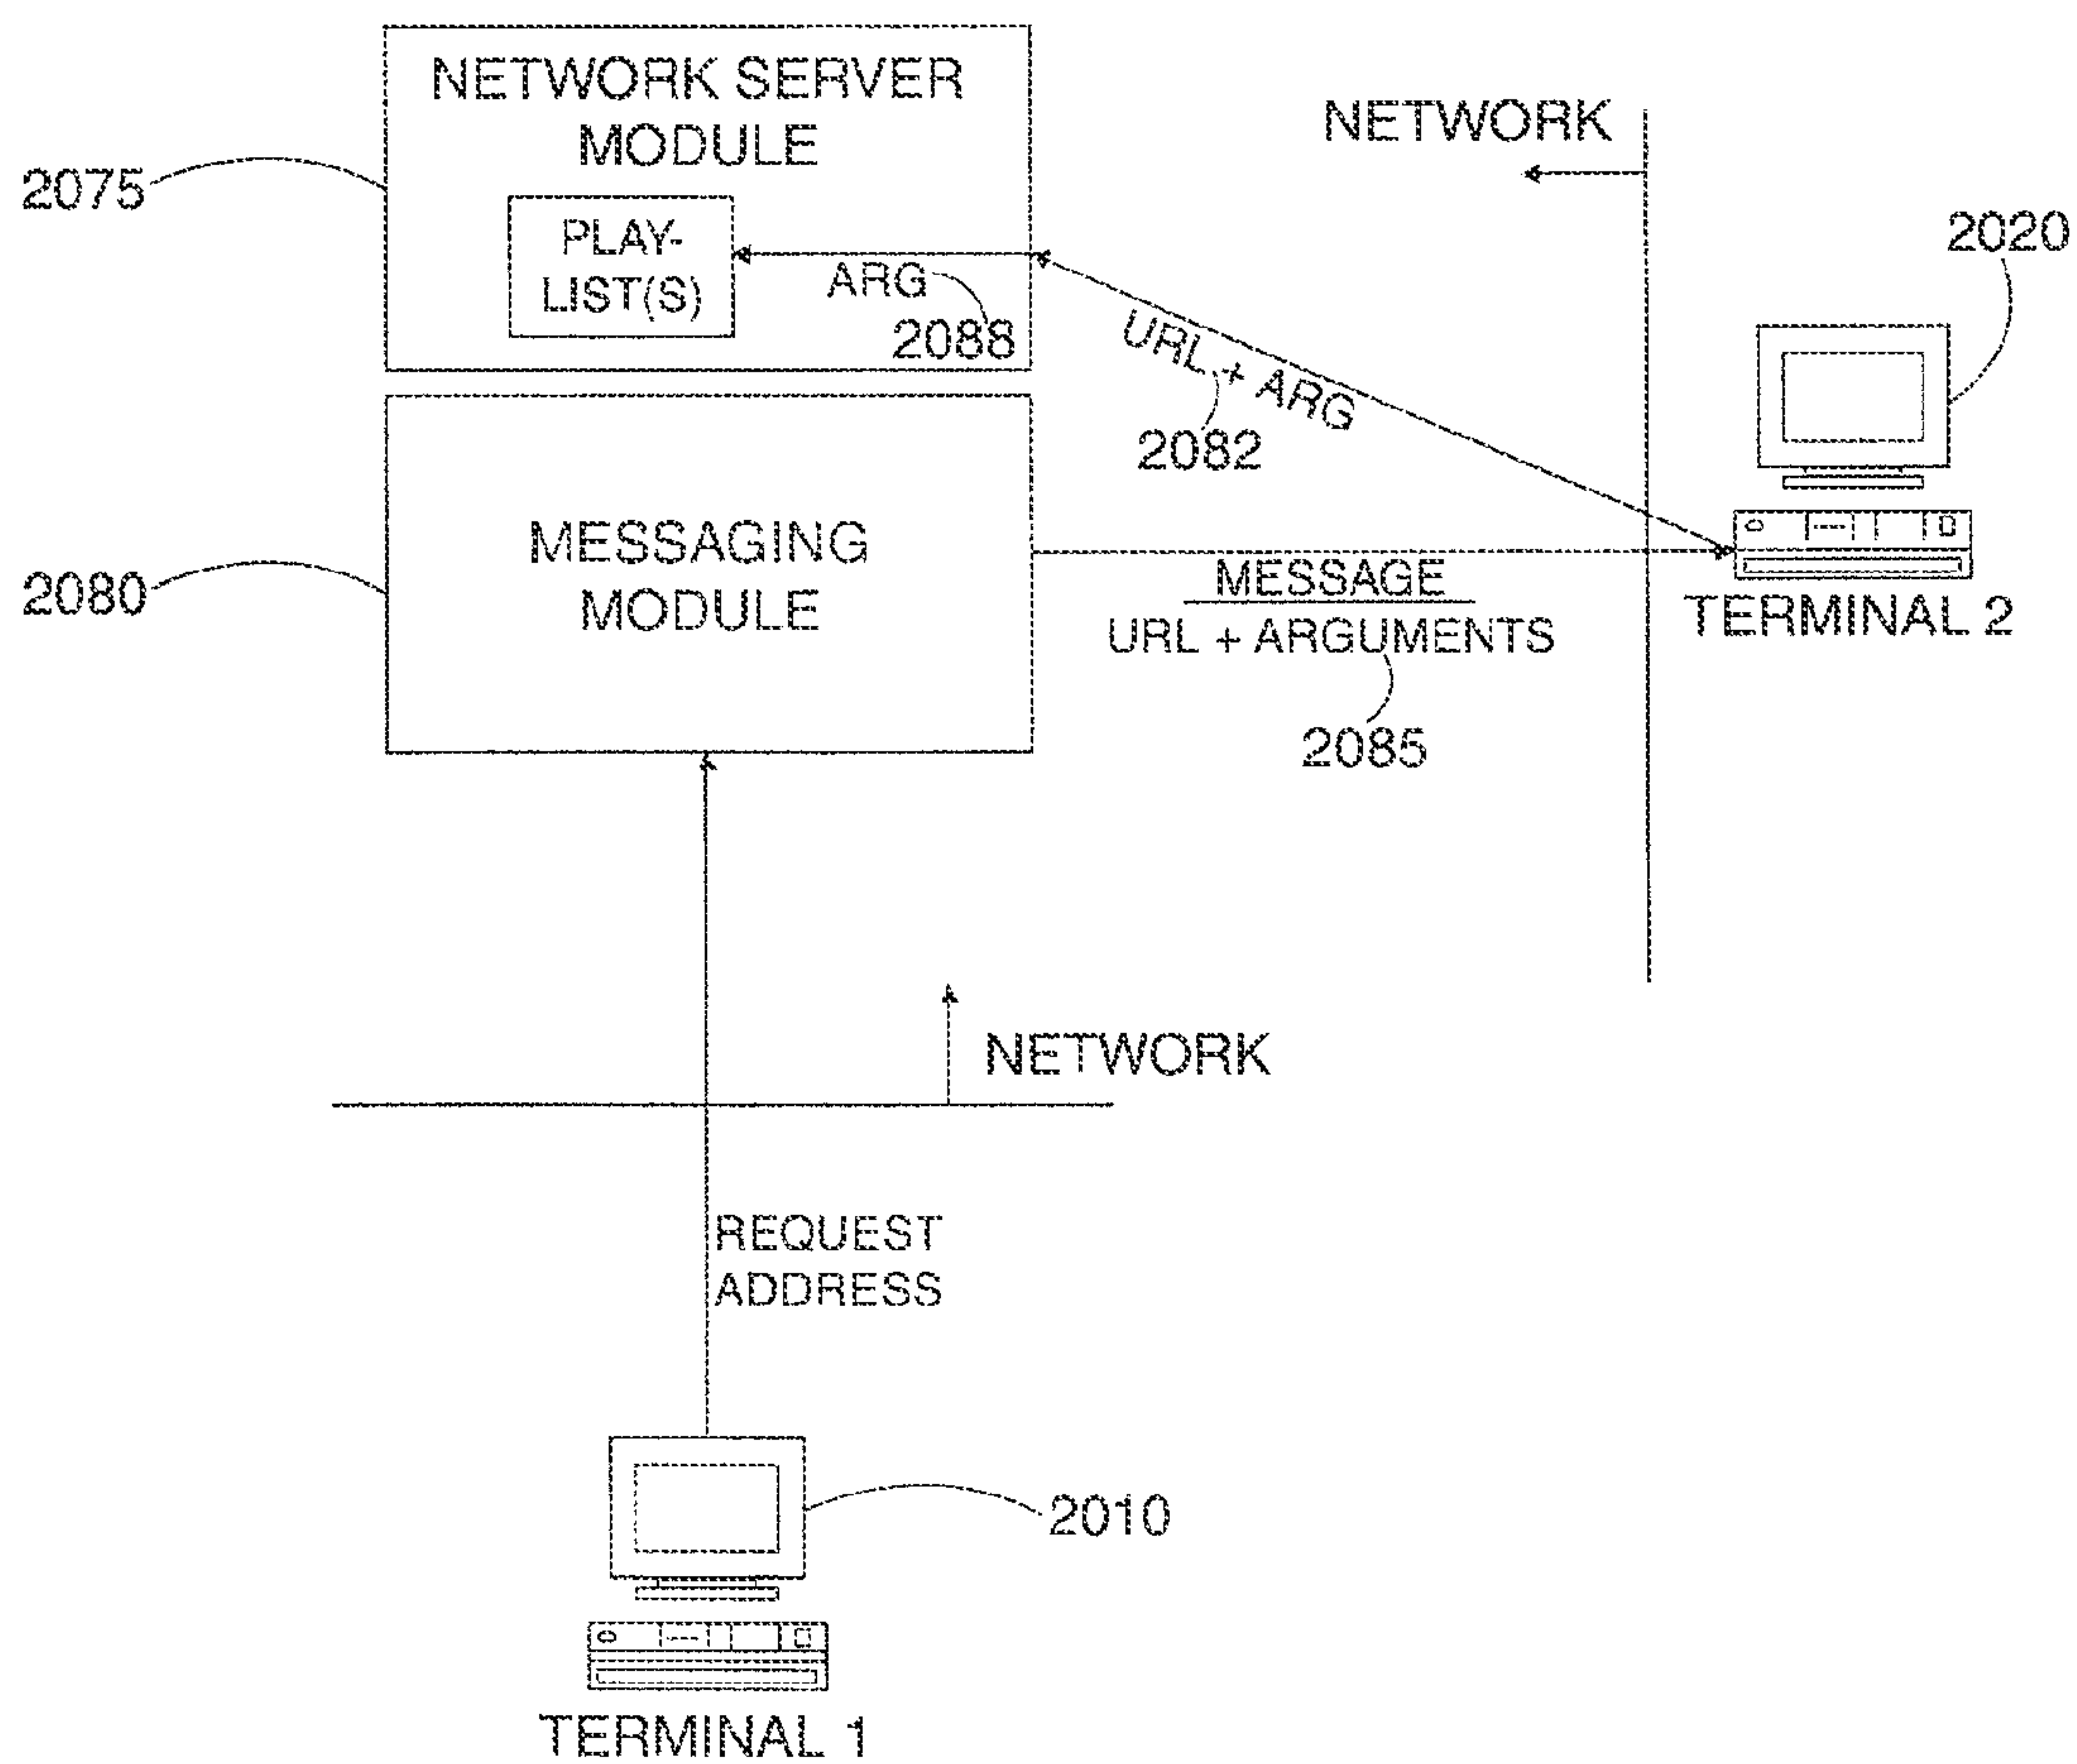 NETWORK SERVER
MODULE
2075
PLAY-
LIST(S)
ARG
2088
NETWORK
2020
URL + ARG
2082
MESSAGING
MODULE
2080
MESSAGE
URL + ARGUMENTS
2085
TERMINAL 2
NETWORK
REQUEST
ADDRESS
2010
TERMINAL 1